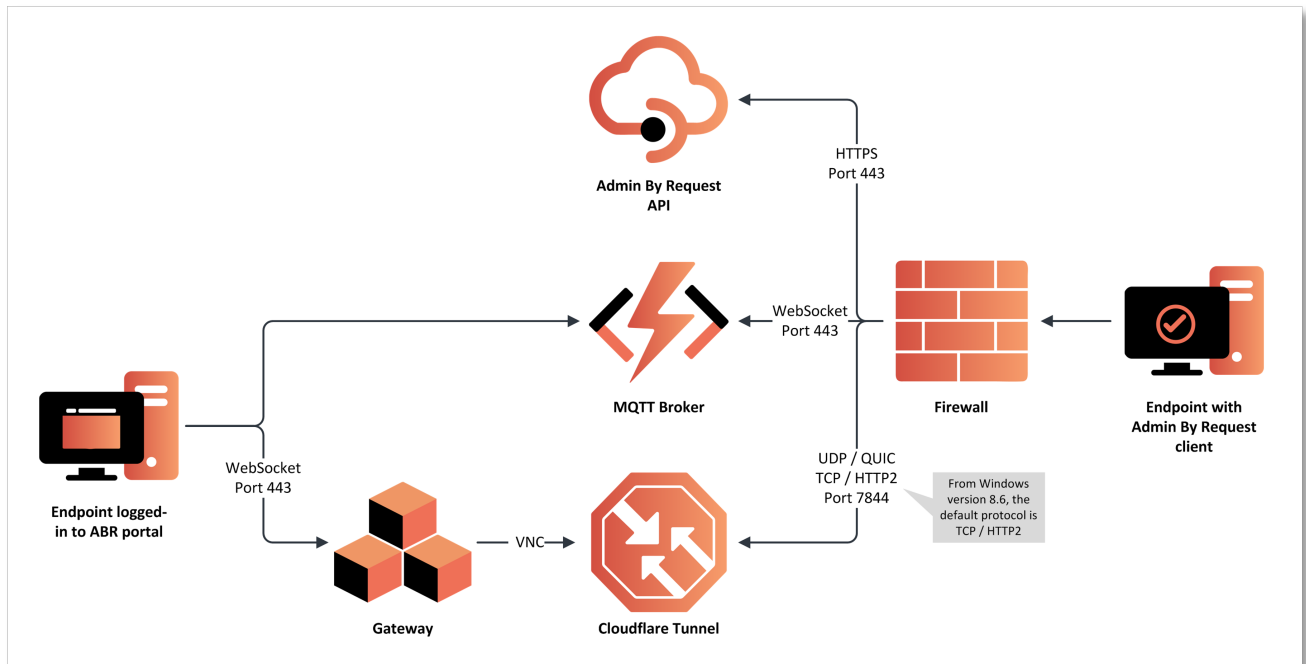 HTTPS
Port 443
Admin By Request
API
WebSocket
Port 443
MQTT Broker
Firewall
Endpoint with
Admin By Request
client
WebSocket
Port 443
Endpoint logged-
in to ABR portal
UDP / QUIC
TCP / HTTP2
Port 7844
From Windows
version 8.6, the
default protocol is
TCP / HTTP2
VNC
Gateway
Cloudflare Tunnel